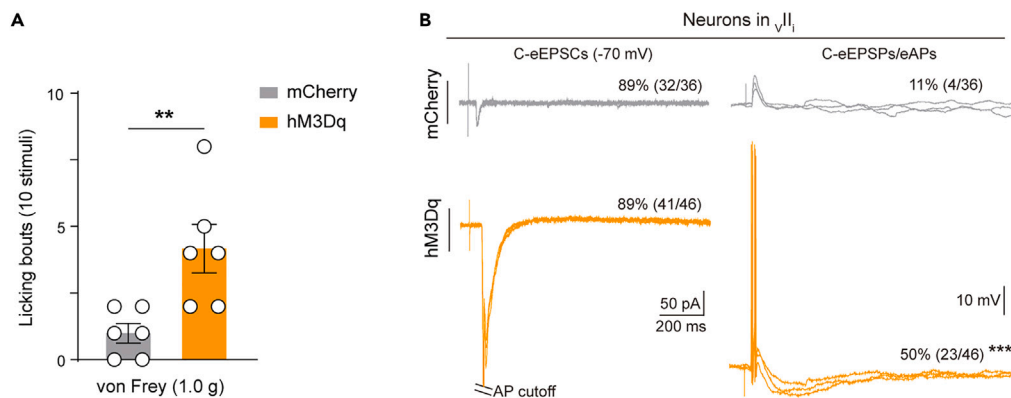 A
Licking bouts (10 stimuli)
10
5
0
**
mCherry
hM3Dq
von Frey (1.0 g)
B
Neurons in VIIi
C-eEPSCs (-70 mV)
C-eEPSPs/eAPs
mCherry
89% (32/36)
11% (4/36)
hM3Dq
89% (41/46)
50 pA
200 ms
10 mV
50% (23/46) ***
AP cutoff